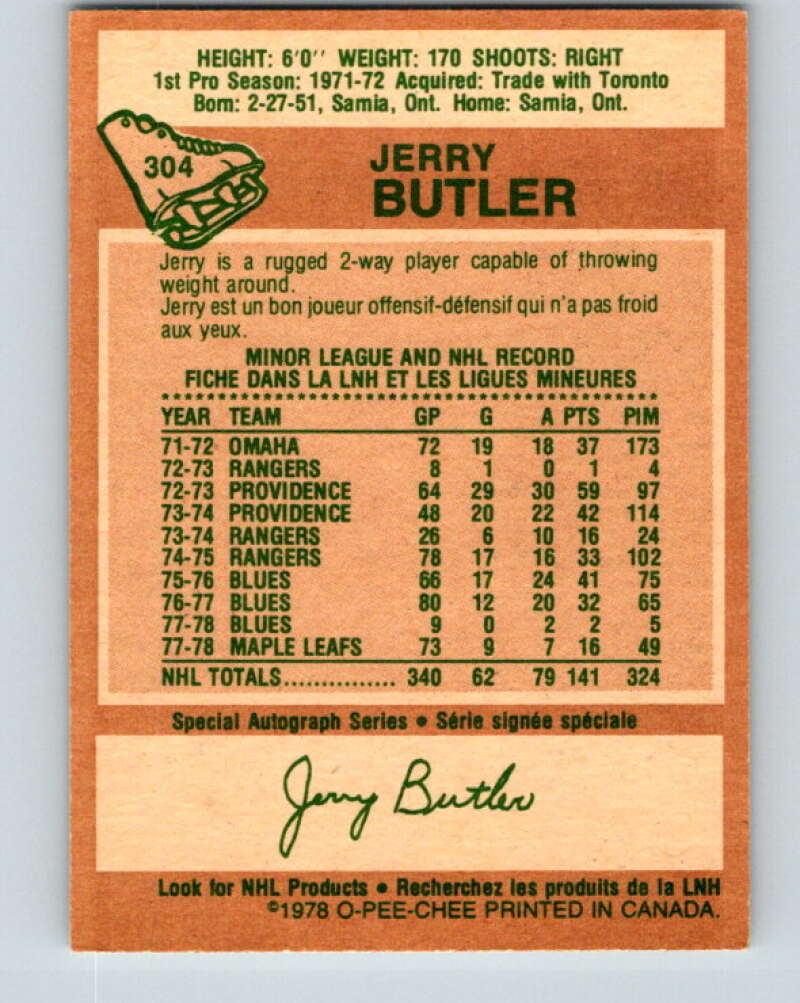 HEIGHT: 6'0'' WEIGHT: 170 SHOOTS: RIGHT
1st Pro Season: 1971-72 Acquired: Trade with Toronto
Born: 2-27-51, Sarnia, Ont. Home: Sarnia, Ont.
304
JERRY
BUTLER
Jerry is a rugged 2-way player capable of throwing
weight around.
Jerry est un bon joueur offensif-défensif qui n'a pas froid
aux yeux.
MINOR LEAGUE AND NHL RECORD
FICHE DANS LA LNH ET LES LIGUES MINEURES
YEAR TEAM GP G A PTS PIM
71-72 OMAHA 72 19 18 37 173
72-73 RANGERS 8 1 0 1 4
72-73 PROVIDENCE 64 29 30 59 97
73-74 PROVIDENCE 48 20 22 42 114
73-74 RANGERS 26 6 10 16 24
74-75 RANGERS 78 17 16 33 102
75-76 BLUES 66 17 24 41 75
76-77 BLUES 80 12 20 32 65
77-78 BLUES 9 0 2 2 5
77-78 MAPLE LEAFS 73 9 7 16 49
NHL TOTALS............... 340 62 79 141 324
Special Autograph Series • Série signée spéciale
Jerry Butler
Look for NHL Products • Recherchez les produits de la LNH
©1978 O-PEE-CHEE PRINTED IN CANADA.